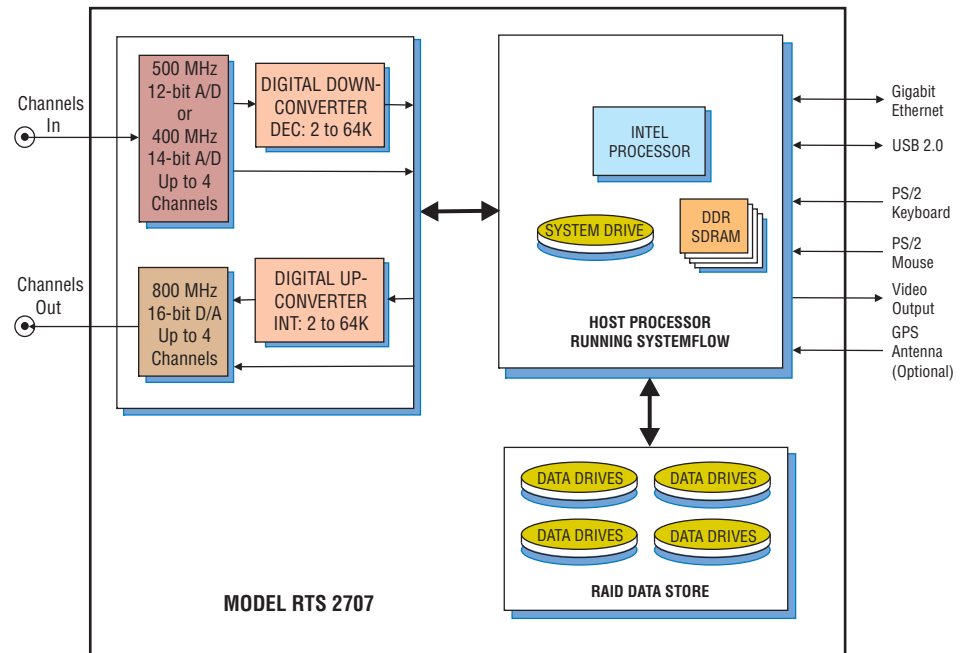 Channels
In
500 MHz
12-bit A/D
or
400 MHz
14-bit A/D
Up to 4
Channels
DIGITAL DOWN-
CONVERTER
DEC: 2 to 64K
Channels
Out
800 MHz
16-bit D/A
Up to 4
Channels
DIGITAL UP-
CONVERTER
INT: 2 to 64K
INTEL
PROCESSOR
SYSTEM DRIVE
DDR
SDRAM
HOST PROCESSOR
RUNNING SYSTEMFLOW
Gigabit
Ethernet
USB 2.0
PS/2
Keyboard
PS/2
Mouse
Video
Output
GPS
Antenna
(Optional)
DATA DRIVES
DATA DRIVES
DATA DRIVES
DATA DRIVES
RAID DATA STORE
MODEL RTS 2707